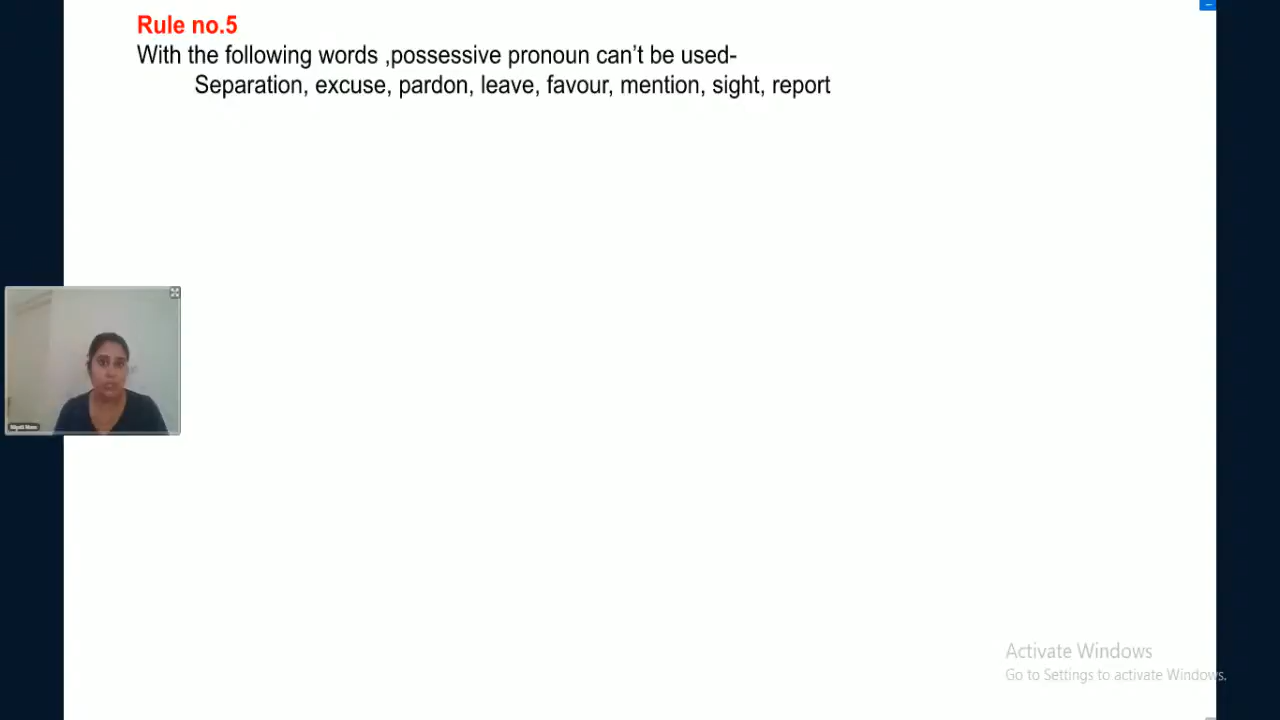 Rule no.5
With the following words ,possessive pronoun can't be used-
Separation, excuse, pardon, leave, favour, mention, sight, report
Activate Windows
Go to Settings to activate Windows.